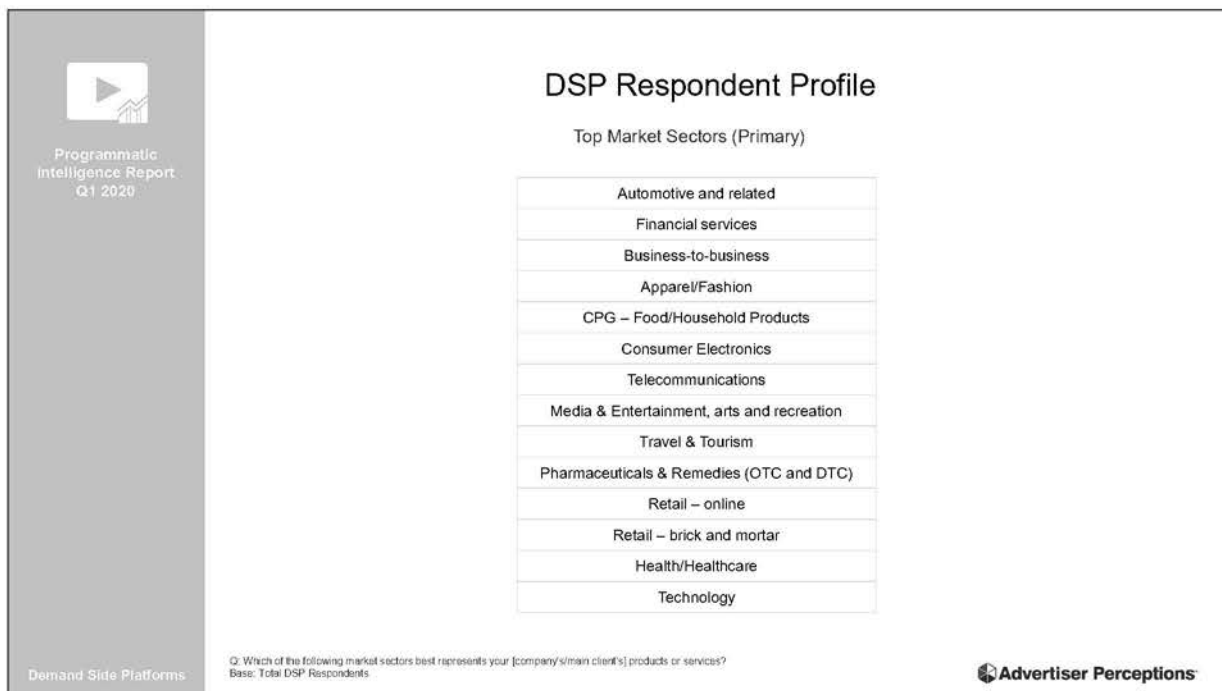 Programmatic
Intelligence Report
Q1 2020
DSP Respondent Profile
Top Market Sectors (Primary)
Automotive and related
Financial services
Business-to-business
Apparel/Fashion
CPG – Food/Household Products
Consumer Electronics
Telecommunications
Media & Entertainment, arts and recreation
Travel & Tourism
Pharmaceuticals & Remedies (OTC and DTC)
Retail – online
Retail – brick and mortar
Health/Healthcare
Technology
Q: Which of the following market sectors best represents your [company's/main client's] products or services?
Base: Total DSP Respondents
Demand Side Platforms
Advertiser Perceptions